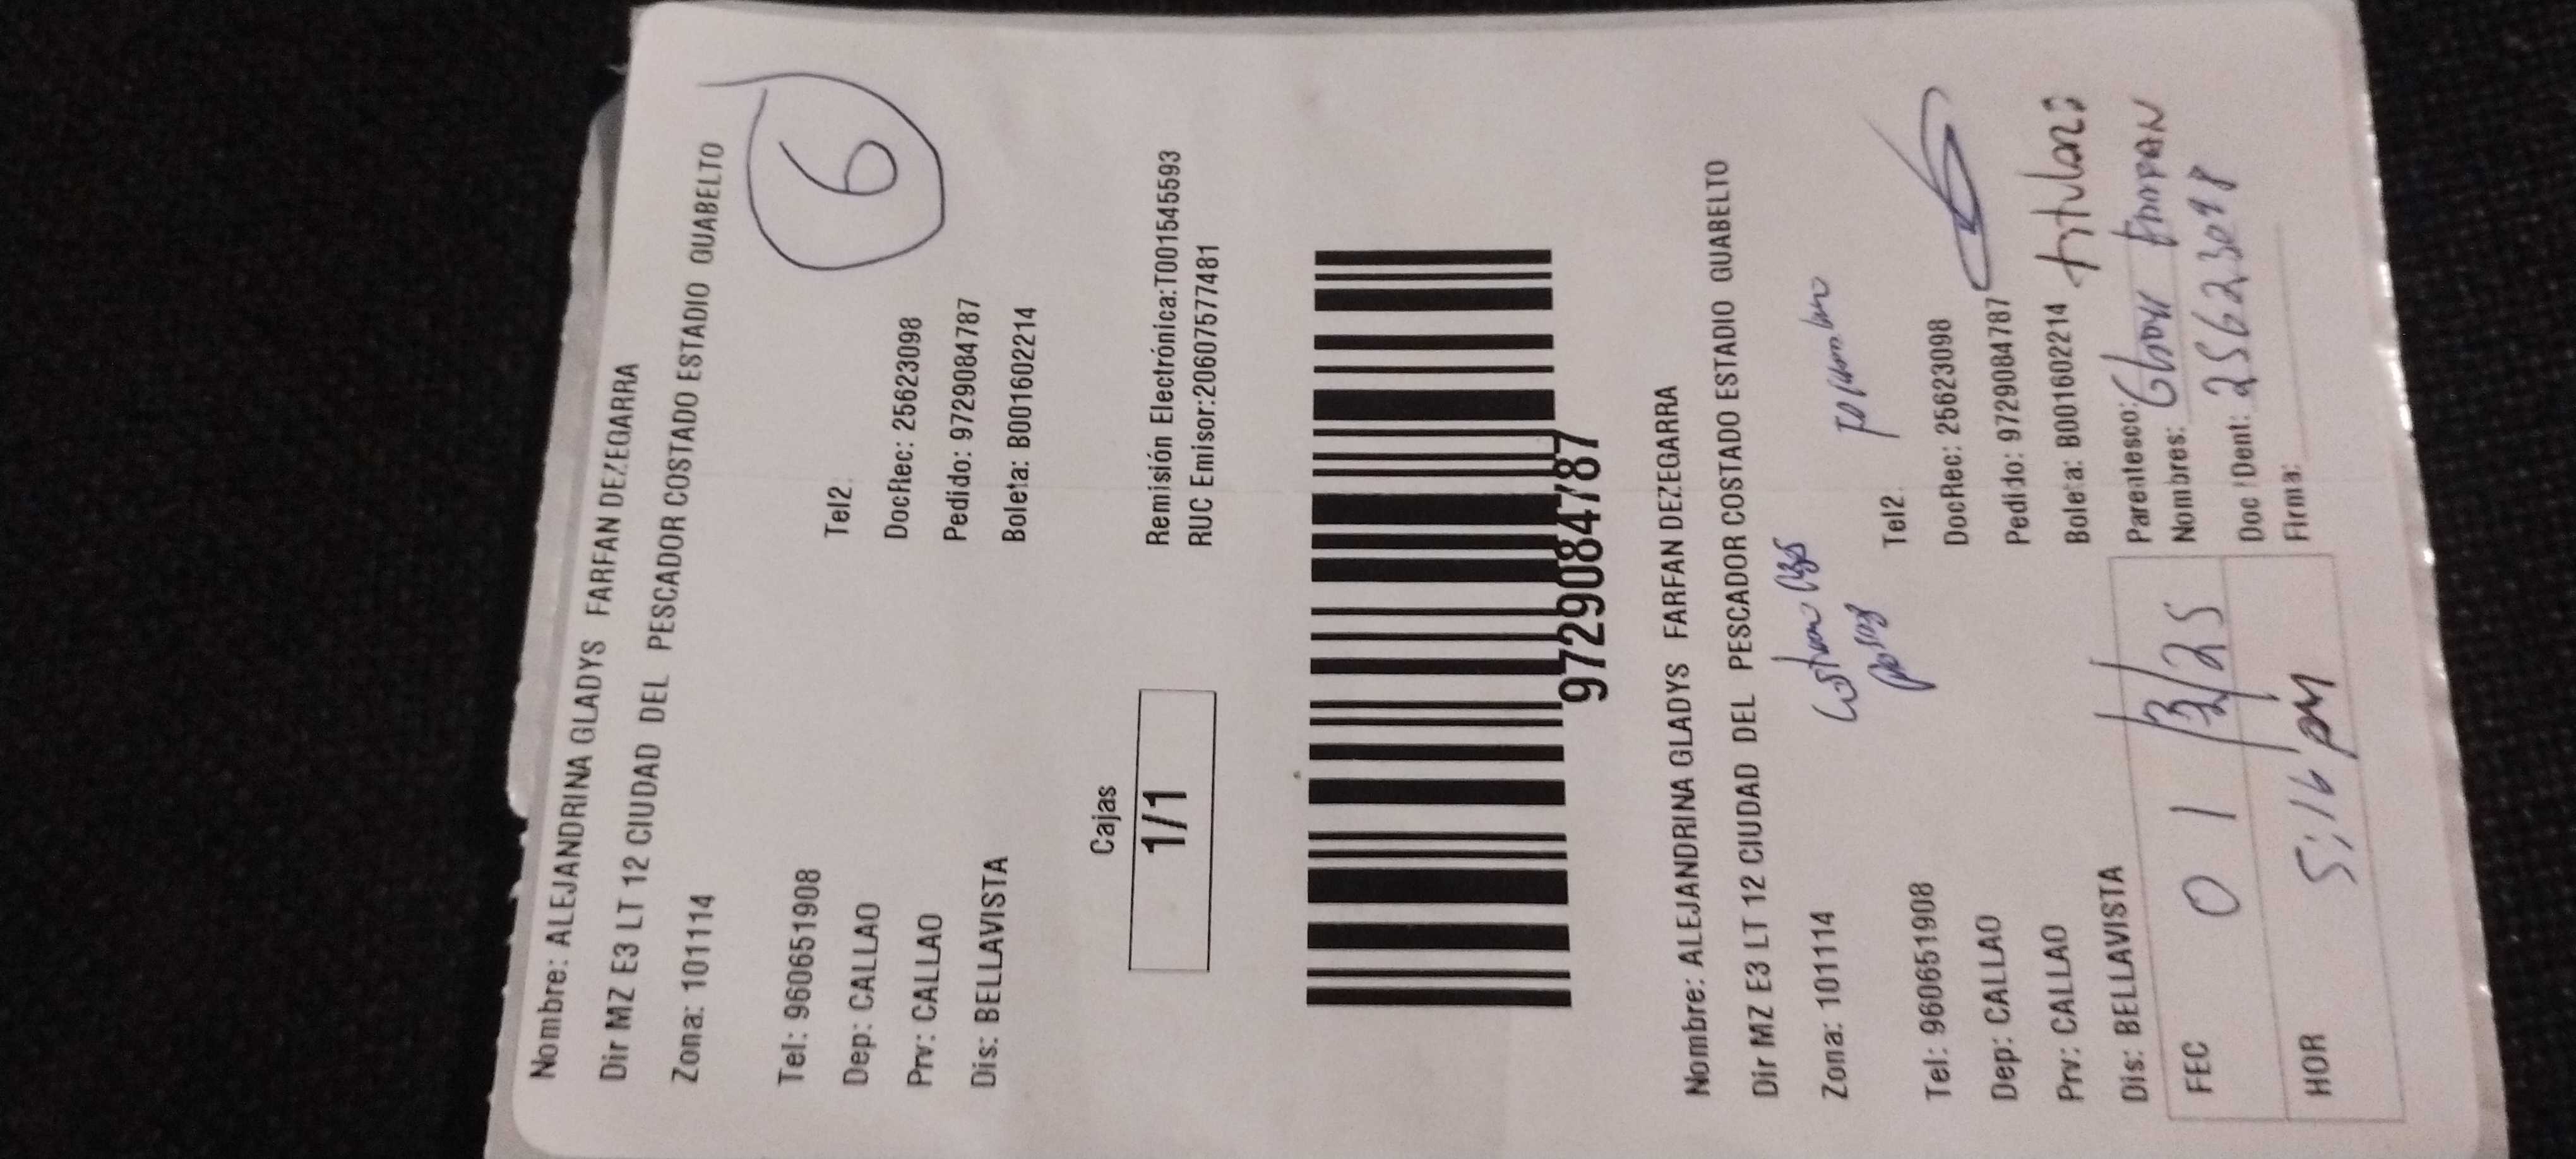 Nombre: ALEJANDRINA GLADYS FARFAN DEZEGARRA
Dir MZ E3 LT 12 CIUDAD DEL PESCADOR COSTADO ESTADIO GUABELTO
Zona: 101114
6
Tel: 960651908 Tel2.
Dep: CALLAO DocRec: 25623098
Prv: CALLAO Pedido: 9729084787
Dis: BELLAVISTA Boleta: B001602214
Cajas
1/1
Remisión Electrónica:T001545593
RUC Emisor:20607577481
9729084787
Nombre: ALEJANDRINA GLADYS FARFAN DEZEGARRA
Dir MZ E3 LT 12 CIUDAD DEL PESCADOR COSTADO ESTADIO GUABELTO
Zona: 101114
Tel: 960651908 Tel2.
Dep: CALLAO DocRec: 25623098
Prv: CALLAO Pedido: 9729084787
Dis: BELLAVISTA Boleta: B001602214
Parentesco: titular
Nombres: Gladys FARFAN
Doc IDent: 25623098
Firma:
FEC 01/3/25
HOR 5:16 pm